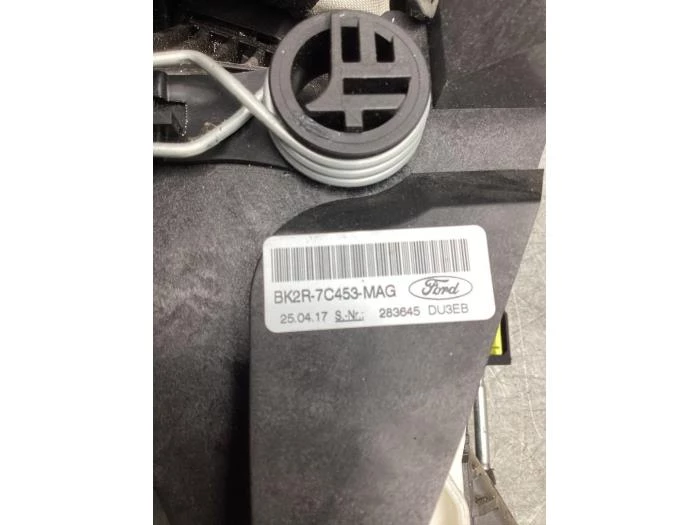 BK2R-7C453-MAG Ford
25.04.17 S.-Nr.: 283645 DU3EB